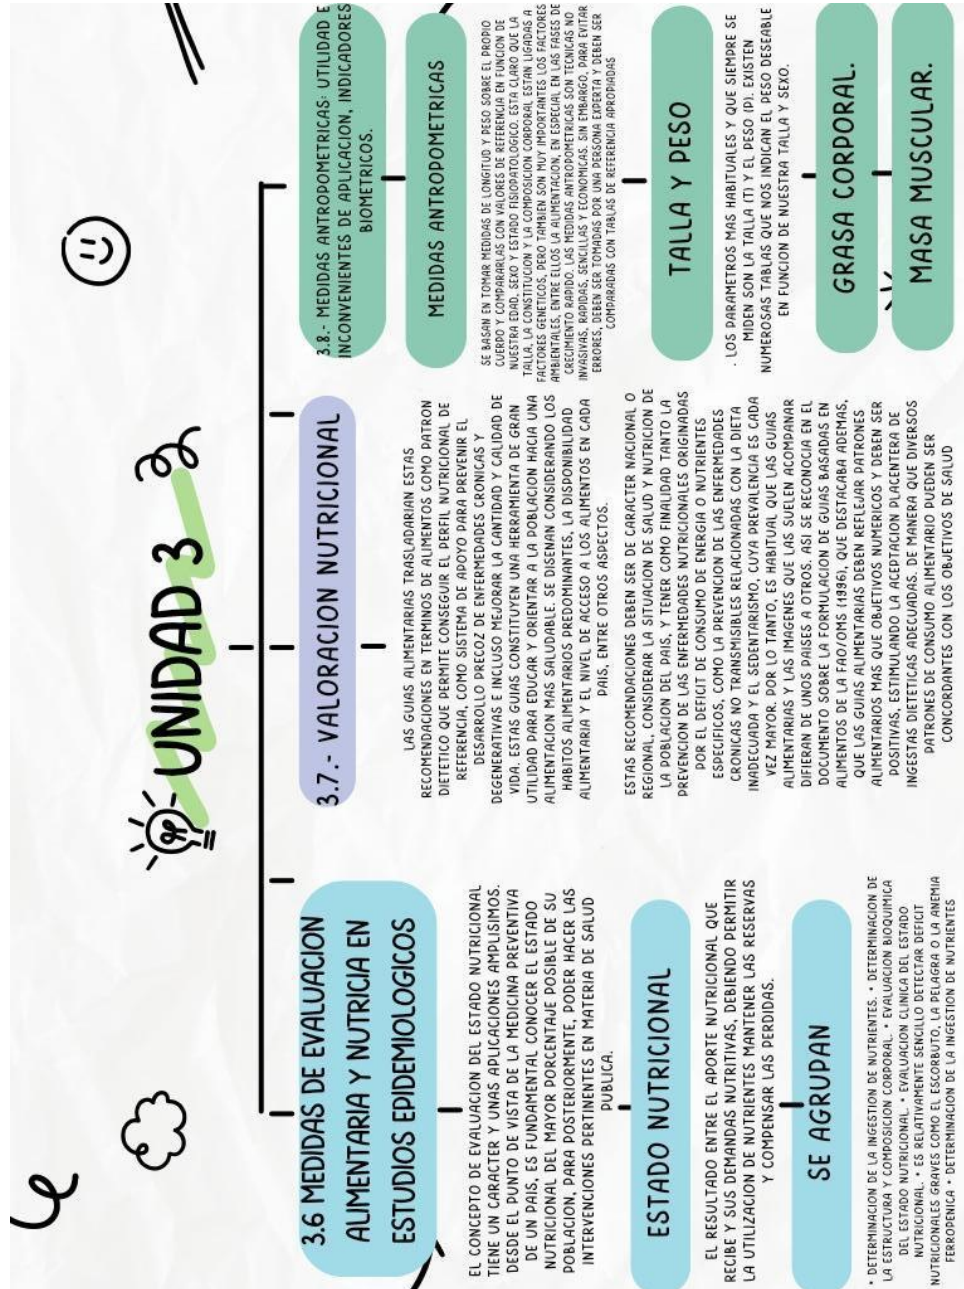 UNIDAD 3
3.6 MEDIDAS DE EVALUACION
ALIMENTARIA Y NUTRICIA EN
ESTUDIOS EPIDEMIOLOGICOS
EL CONCEPTO DE EVALUACION DEL ESTADO NUTRICIONAL
TIENE UN CARACTER Y UNAS APLICACIONES AMPLISIMOS.
DESDE EL PUNTO DE VISTA DE LA MEDICINA PREVENTIVA
DE UN PAIS, ES FUNDAMENTAL CONOCER EL ESTADO
NUTRICIONAL DEL MAYOR PORCENTAJE POSIBLE DE SU
POBLACION, PARA POSTERIORMENTE, PODER HACER LAS
INTERVENCIONES PERTINENTES EN MATERIA DE SALUD
PUBLICA.
ESTADO NUTRICIONAL
EL RESULTADO ENTRE EL APORTE NUTRICIONAL QUE
RECIBE Y SUS DEMANDAS NUTRITIVAS, DEBIENDO PERMITIR
LA UTILIZACION DE NUTRIENTES MANTENER LAS RESERVAS
Y COMPENSAR LAS PERDIDAS.
SE AGRUPAN
• DETERMINACION DE LA INGESTION DE NUTRIENTES. • DETERMINACION DE
LA ESTRUCTURA Y COMPOSICION CORPORAL. • EVALUACION BIOQUIMICA
DEL ESTADO NUTRICIONAL. • EVALUACION CLINICA DEL ESTADO
NUTRICIONAL. • ES RELATIVAMENTE SENCILLO DETECTAR DEFICIT
NUTRICIONALES GRAVES COMO EL ESCORBUTO, LA PELAGRA O LA ANEMIA
FERROPENICA • DETERMINACION DE LA INGESTION DE NUTRIENTES
3.7.- VALORACION NUTRICIONAL
LAS GUIAS ALIMENTARIAS TRASLADARIAN ESTAS
RECOMENDACIONES EN TERMINOS DE ALIMENTOS COMO PATRON
DIETETICO QUE PERMITE CONSEGUIR EL PERFIL NUTRICIONAL DE
REFERENCIA, COMO SISTEMA DE APOYO PARA PREVENIR EL
DESARROLLO PRECOZ DE ENFERMEDADES CRONICAS Y
DEGENERATIVAS E INCLUSO MEJORAR LA CANTIDAD Y CALIDAD DE
VIDA. ESTAS GUIAS CONSTITUYEN UNA HERRAMIENTA DE GRAN
UTILIDAD PARA EDUCAR Y ORIENTAR A LA POBLACION HACIA UNA
ALIMENTACION MAS SALUDABLE. SE DISENAN CONSIDERANDO LOS
HABITOS ALIMENTARIOS PREDOMINANTES, LA DISPONIBILIDAD
ALIMENTARIA Y EL NIVEL DE ACCESO A LOS ALIMENTOS EN CADA
PAIS, ENTRE OTROS ASPECTOS.
ESTAS RECOMENDACIONES DEBEN SER DE CARACTER NACIONAL O
REGIONAL, CONSIDERAR LA SITUACION DE SALUD Y NUTRICION DE
LA POBLACION DEL PAIS, Y TENER COMO FINALIDAD TANTO LA
PREVENCION DE LAS ENFERMEDADES NUTRICIONALES ORIGINADAS
POR EL DEFICIT DE CONSUMO DE ENERGIA O NUTRIENTES
ESPECIFICOS, COMO LA PREVENCION DE LAS ENFERMEDADES
CRONICAS NO TRANSMISIBLES RELACIONADAS CON LA DIETA
INADECUADA Y EL SEDENTARISMO, CUYA PREVALENCIA ES CADA
VEZ MAYOR. POR LO TANTO, ES HABITUAL QUE LAS GUIAS
ALIMENTARIAS Y LAS IMAGENES QUE LAS SUELEN ACOMPANAR
DIFIERAN DE UNOS PAISES A OTROS. ASI SE RECONOCIA EN EL
DOCUMENTO SOBRE LA FORMULACION DE GUIAS BASADAS EN
ALIMENTOS DE LA FAO/OMS (1996), QUE DESTACABA ADEMAS,
QUE LAS GUIAS ALIMENTARIAS DEBEN REFLEJAR PATRONES
ALIMENTARIOS MAS QUE OBJETIVOS NUMERICOS Y DEBEN SER
POSITIVAS, ESTIMULANDO LA ACEPTACION PLACENTERA DE
INGESTAS DIETETICAS ADECUADAS, DE MANERA QUE DIVERSOS
PATRONES DE CONSUMO ALIMENTARIO PUEDEN SER
CONCORDANTES CON LOS OBJETIVOS DE SALUD
3.8.- MEDIDAS ANTROPOMETRICAS: UTILIDAD E
INCONVENIENTES DE APLICACION, INDICADORES
BIOMETRICOS.
MEDIDAS ANTROPOMETRICAS
SE BASAN EN TOMAR MEDIDAS DE LONGITUD Y PESO SOBRE EL PROPIO
CUERPO Y COMPARARLAS CON VALORES DE REFERENCIA EN FUNCION DE
NUESTRA EDAD, SEXO Y ESTADO FISIOPATOLOGICO. ESTA CLARO QUE LA
TALLA, LA CONSTITUCION Y LA COMPOSICION CORPORAL ESTAN LIGADAS A
FACTORES GENETICOS, PERO TAMBIEN SON MUY IMPORTANTES LOS FACTORES
AMBIENTALES, ENTRE ELLOS LA ALIMENTACION, EN ESPECIAL EN LAS FASES DE
CRECIMIENTO RAPIDO. LAS MEDIDAS ANTROPOMETRICAS SON TECNICAS NO
INVASIVAS, RAPIDAS, SENCILLAS Y ECONOMICAS. SIN EMBARGO, PARA EVITAR
ERRORES, DEBEN SER TOMADAS POR UNA PERSONA EXPERTA Y DEBEN SER
COMPARADAS CON TABLAS DE REFERENCIA APROPIADAS
TALLA Y PESO
. LOS PARAMETROS MAS HABITUALES Y QUE SIEMPRE SE
MIDEN SON LA TALLA (T) Y EL PESO (P). EXISTEN
NUMEROSAS TABLAS QUE NOS INDICAN EL PESO DESEABLE
EN FUNCION DE NUESTRA TALLA Y SEXO.
GRASA CORPORAL.
MASA MUSCULAR.